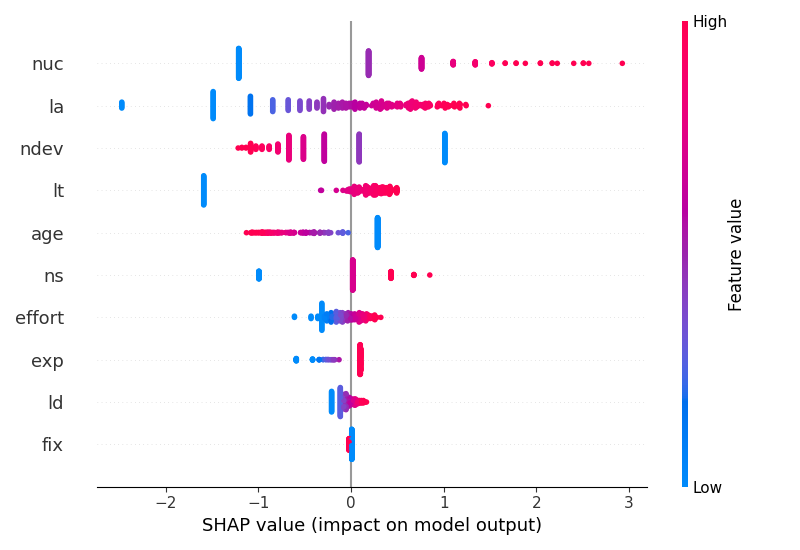 High
nuc
la
ndev
lt
age
ns
effort
exp
ld
fix
Feature value
Low
−2 −1 0 1 2 3
SHAP value (impact on model output)